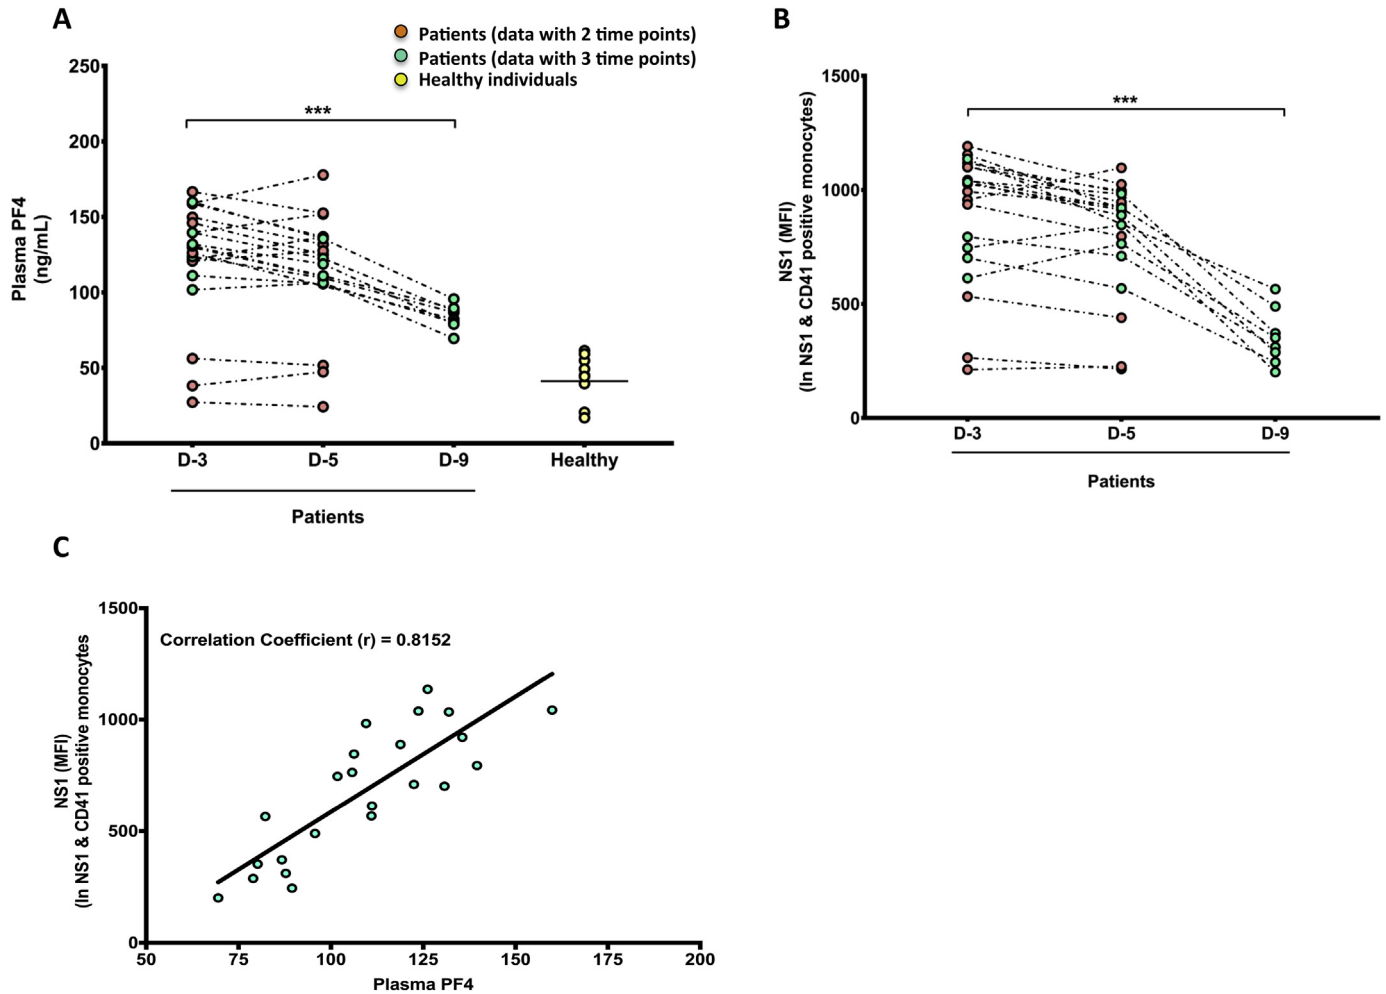 A
Patients (data with 2 time points)
Patients (data with 3 time points)
Healthy individuals
250
200
150
100
50
0
***
Plasma PF4
(ng/mL)
D-3 D-5 D-9 Healthy
Patients
B
1500
1000
500
0
***
NS1 (MFI)
(In NS1 & CD41 positive monocytes)
D-3 D-5 D-9
Patients
C
1500
1000
500
0
Correlation Coefficient (r) = 0.8152
NS1 (MFI)
(In NS1 & CD41 positive monocytes
50 75 100 125 150 175 200
Plasma PF4